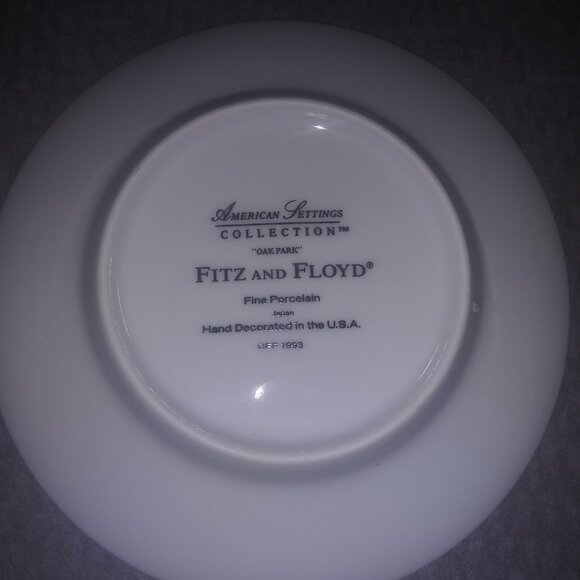 AMERICAN SETTINGS
COLLECTION™
"OAK PARK"
FITZ AND FLOYD®
Fine Porcelain
Japan
Hand Decorated in the U.S.A.
©FF 1993